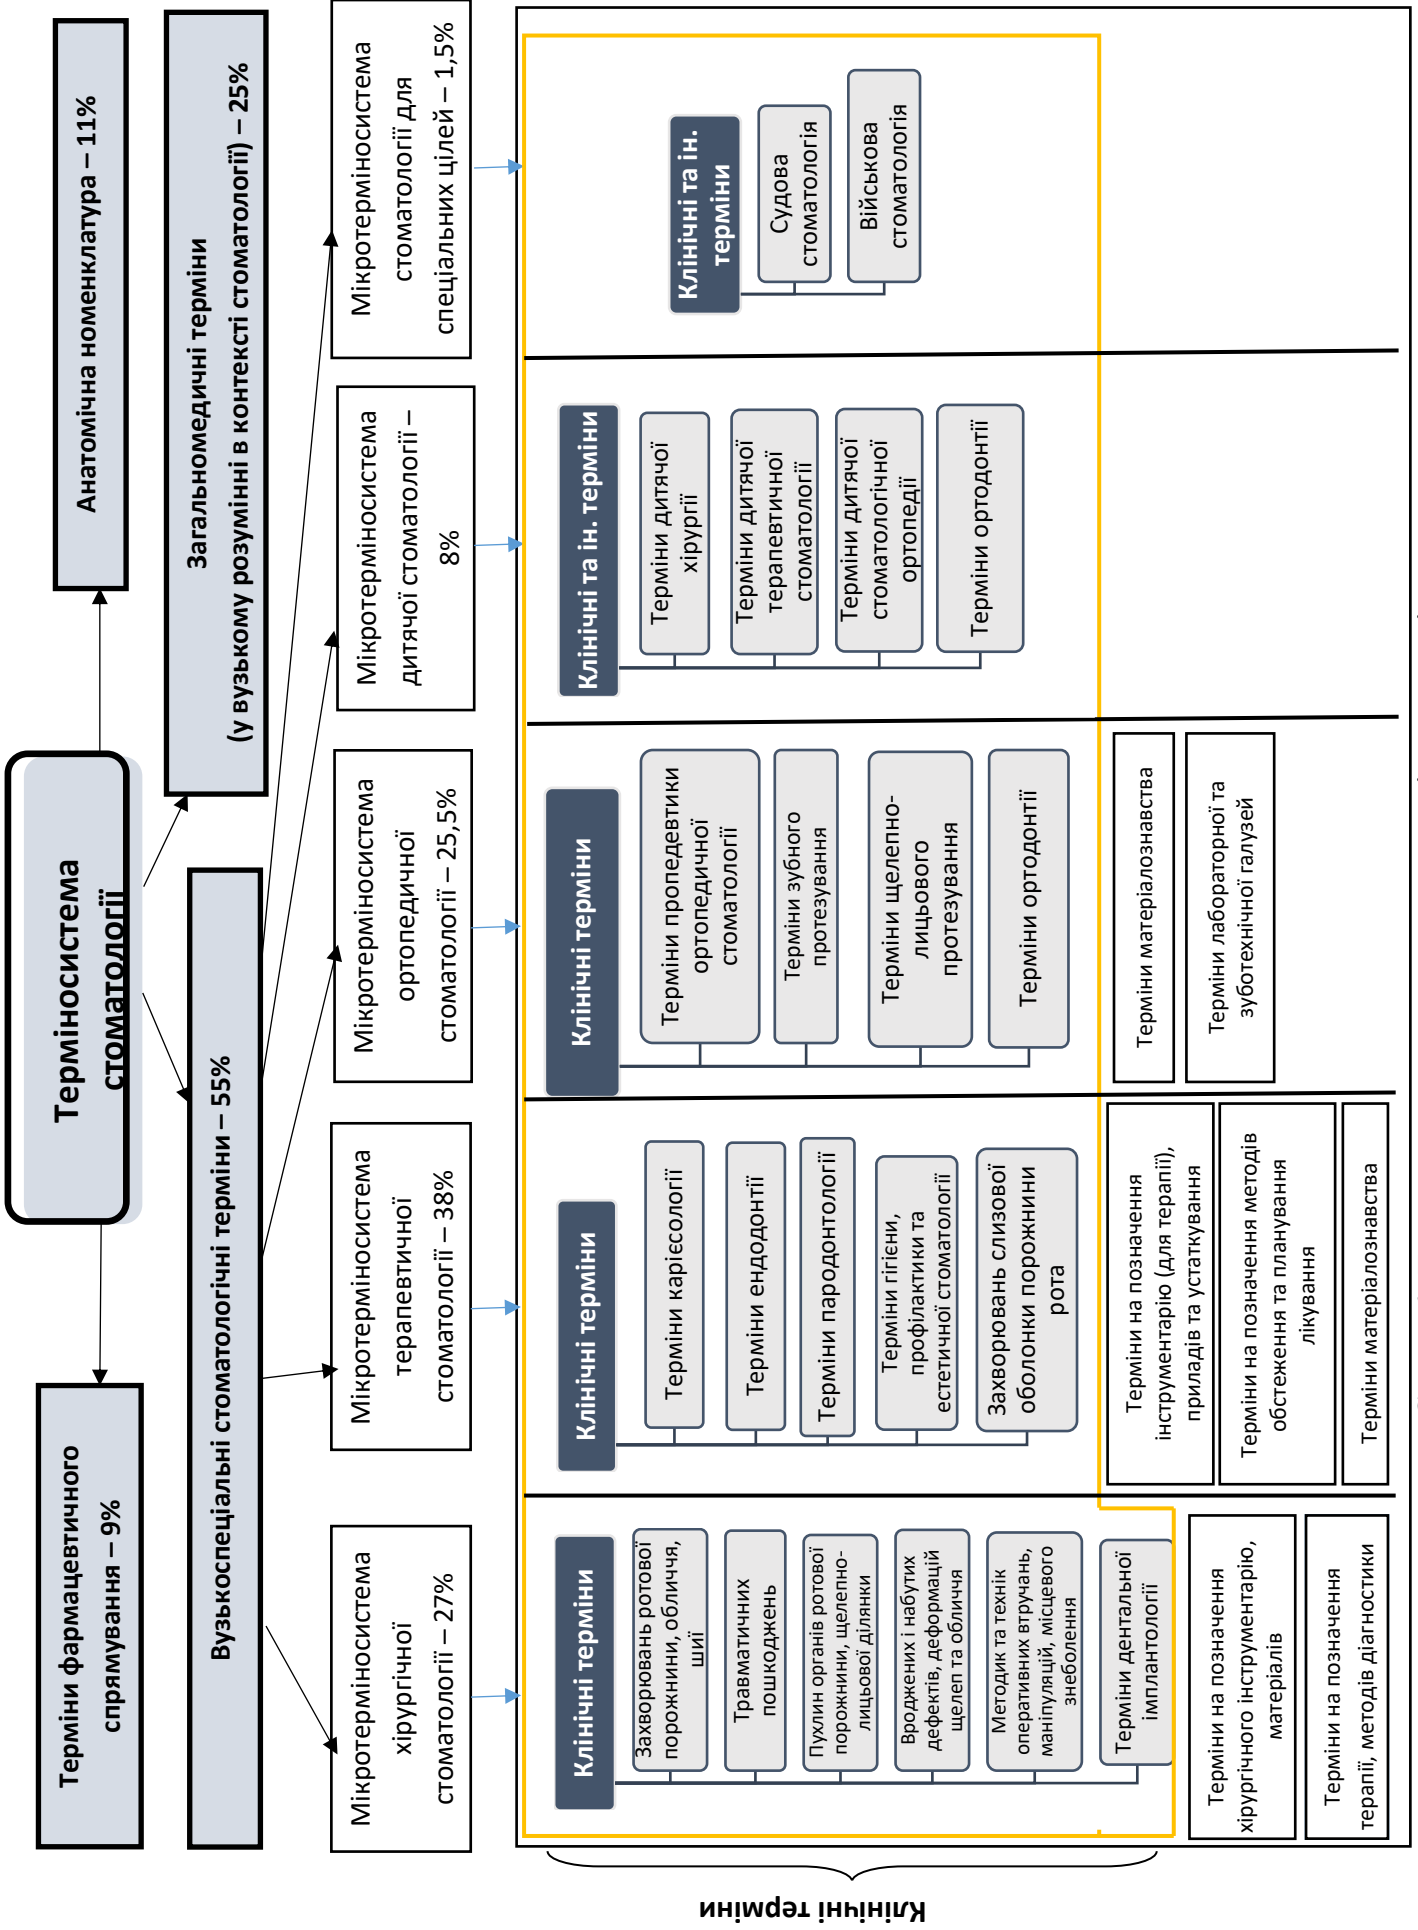 Терміносистема
стоматології
Терміни фармацевтичного
спрямування – 9%
Анатомічна номенклатура – 11%
Вузькоспеціальні стоматологічні терміни – 55%
Загальномедичні терміни
(у вузькому розумінні в контексті стоматології) – 25%
Мікротерміносистема
хірургічної
стоматології – 27%
Мікротерміносистема
терапевтичної
стоматології – 38%
Мікротерміносистема
ортопедичної
стоматології – 25,5%
Мікротерміносистема
дитячої стоматології –
8%
Мікротерміносистема
стоматології для
спеціальних цілей – 1,5%
Клінічні терміни
Клінічні терміни
Захворювань ротової
порожнини, обличчя,
шиї
Травматичних
пошкоджень
Пухлин органів ротової
порожнини, щелепно-
лицьової ділянки
Вроджених і набутих
дефектів, деформацій
щелеп та обличчя
Методик та технік
оперативних втручань,
маніпуляцій, місцевого
знеболення
Терміни дентальної
імплантології
Терміни на позначення
хірургічного інструментарію,
матеріалів
Терміни на позначення
терапії, методів діагностики
Клінічні терміни
Терміни карієсології
Терміни ендодонтії
Терміни пародонтології
Терміни гігієни,
профілактики та
естетичної стоматології
Захворювань слизової
оболонки порожнини
рота
Терміни на позначення
інструментарію (для терапії),
приладів та устаткування
Терміни на позначення методів
обстеження та планування
лікування
Терміни матеріалознавства
Клінічні терміни
Терміни пропедевтики
ортопедичної
стоматології
Терміни зубного
протезування
Терміни щелепно-
лицьового
протезування
Терміни ортодонтії
Терміни матеріалознавства
Терміни лабораторної та
зуботехнічної галузей
Клінічні та ін. терміни
Терміни дитячої
хірургії
Терміни дитячої
терапевтичної
стоматології
Терміни дитячої
стоматологічної
ортопедії
Терміни ортодонтії
Клінічні та ін.
терміни
Судова
стоматологія
Військова
стоматологія